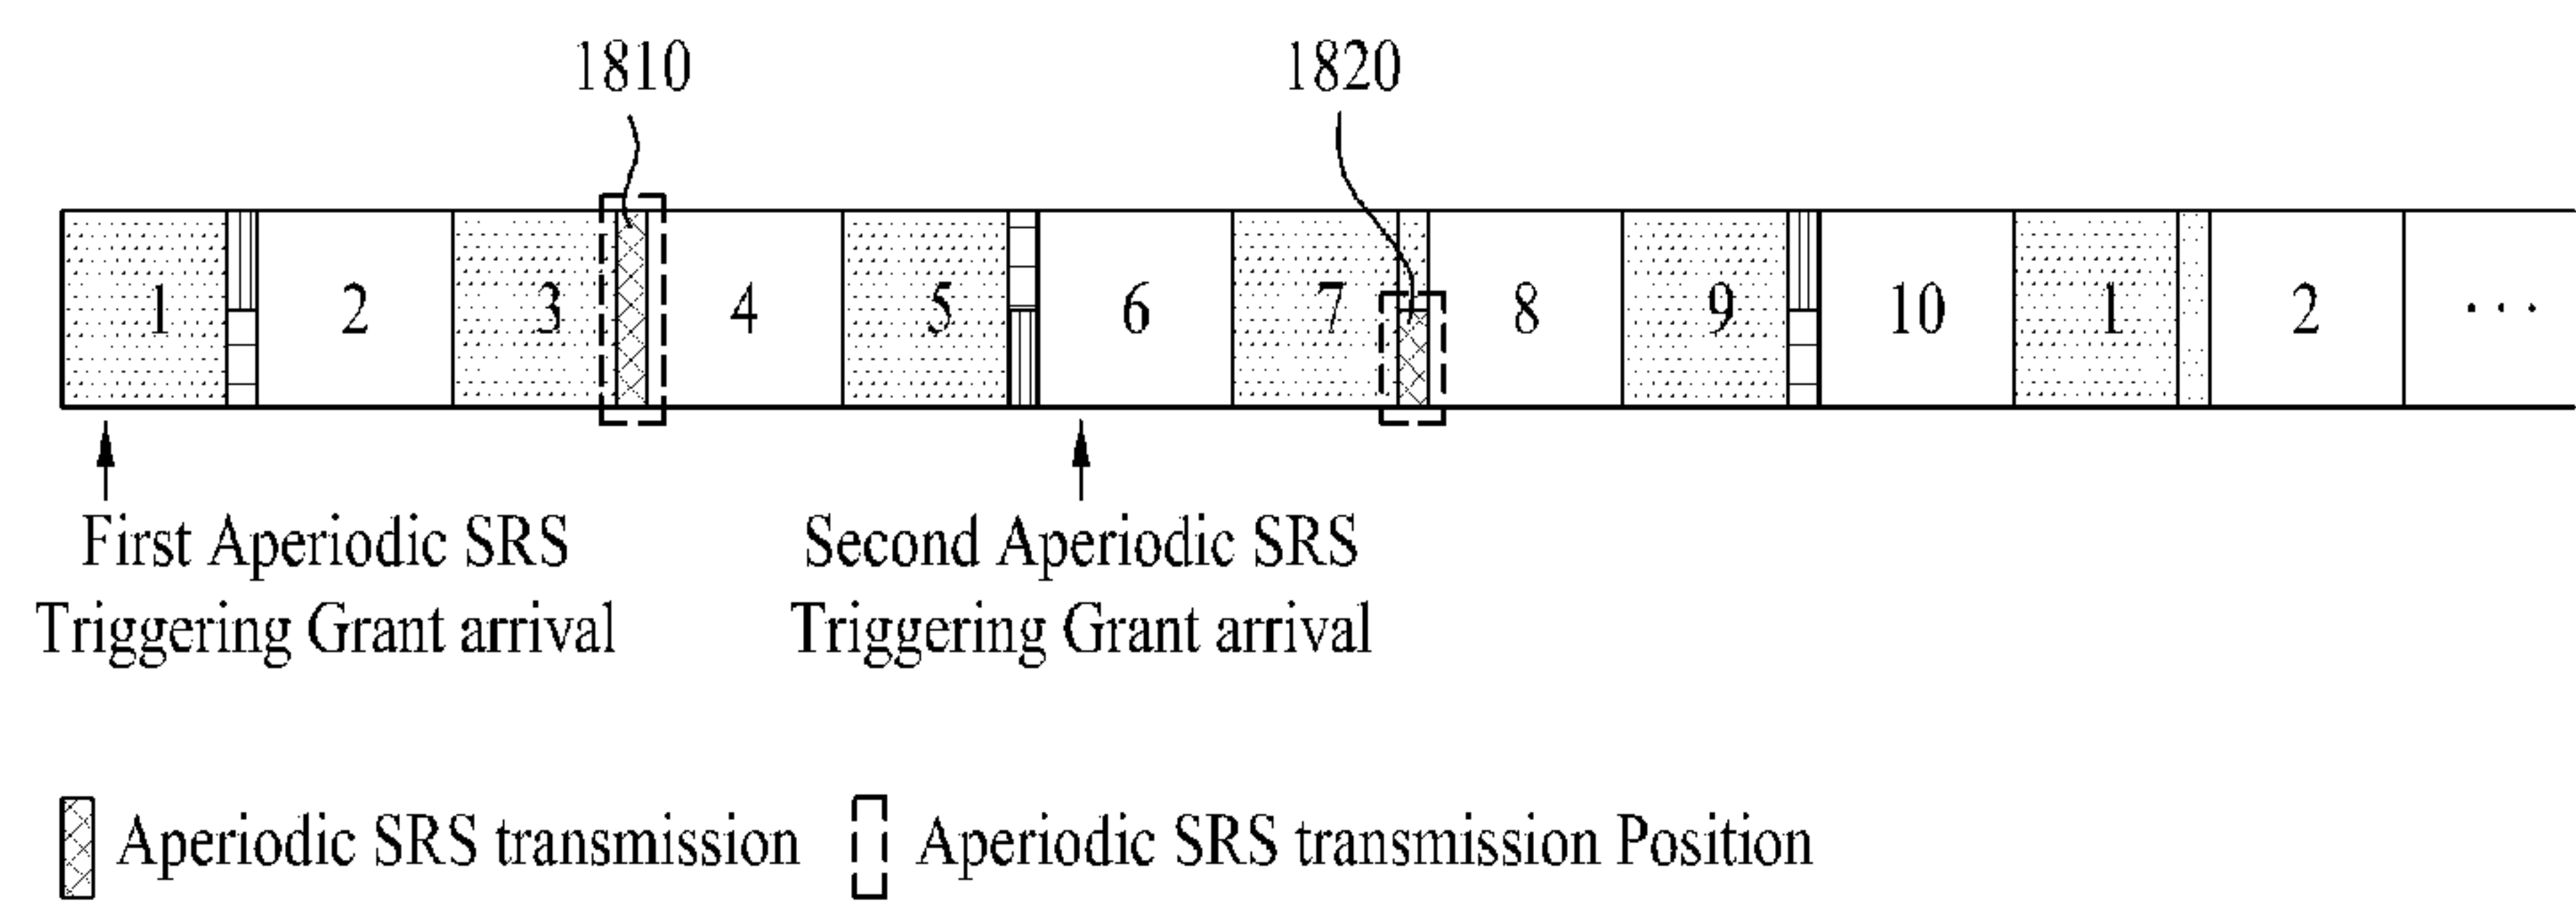 1810 1820
1 2 3 4 5 6 7 8 9 10 1 2 ...
First Aperiodic SRS Second Aperiodic SRS
Triggering Grant arrival Triggering Grant arrival
Aperiodic SRS transmission Aperiodic SRS transmission Position